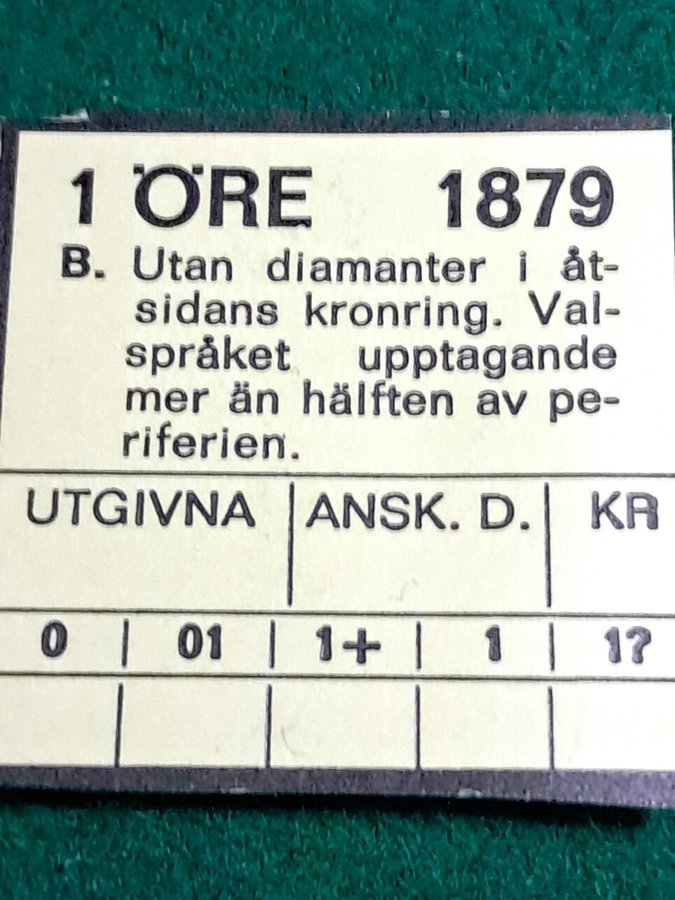 1 ÖRE 1879
B. Utan diamanter i åt-
sidans kronring. Val-
språket upptagande
mer än hälften av pe-
riferien.
UTGIVNA | ANSK. D. | KR
0 | 01 | 1+ | 1 | 1?